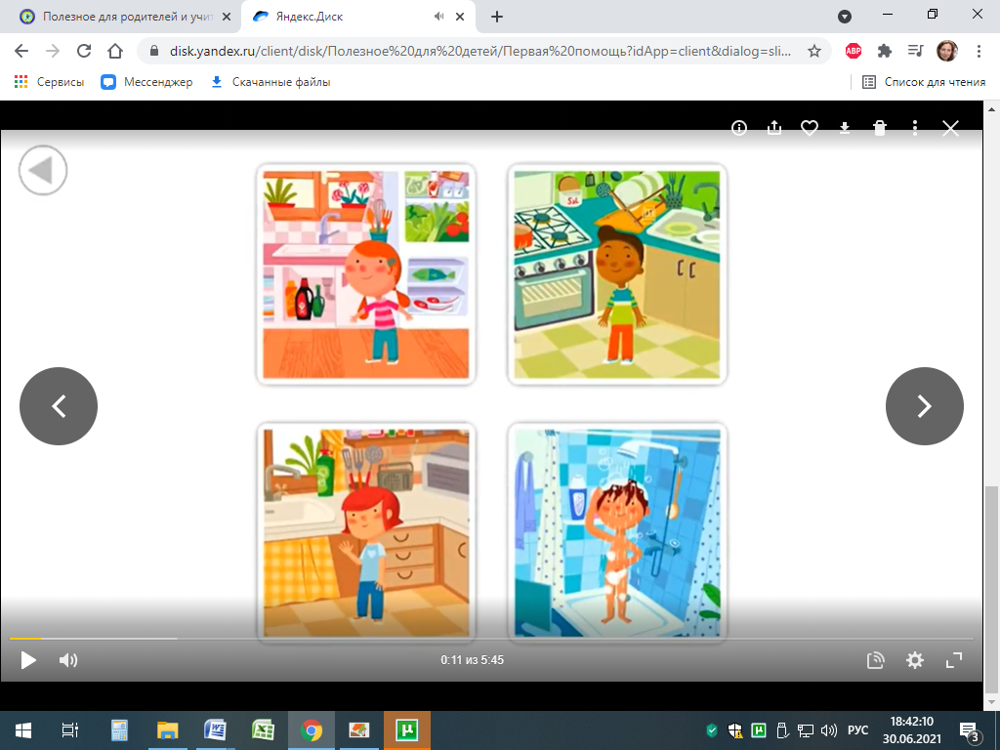 Полезное для родителей и учит
Яндекс.Диск
disk.yandex.ru/client/disk/Полезное%20для%20детей/Первая%20помощь?idApp=client&dialog=sli...
ABP
Сервисы
Мессенджер
Скачанные файлы
Список для чтения
Sal
0:11 из 5:45
РУС
18:42:10
30.06.2021
3